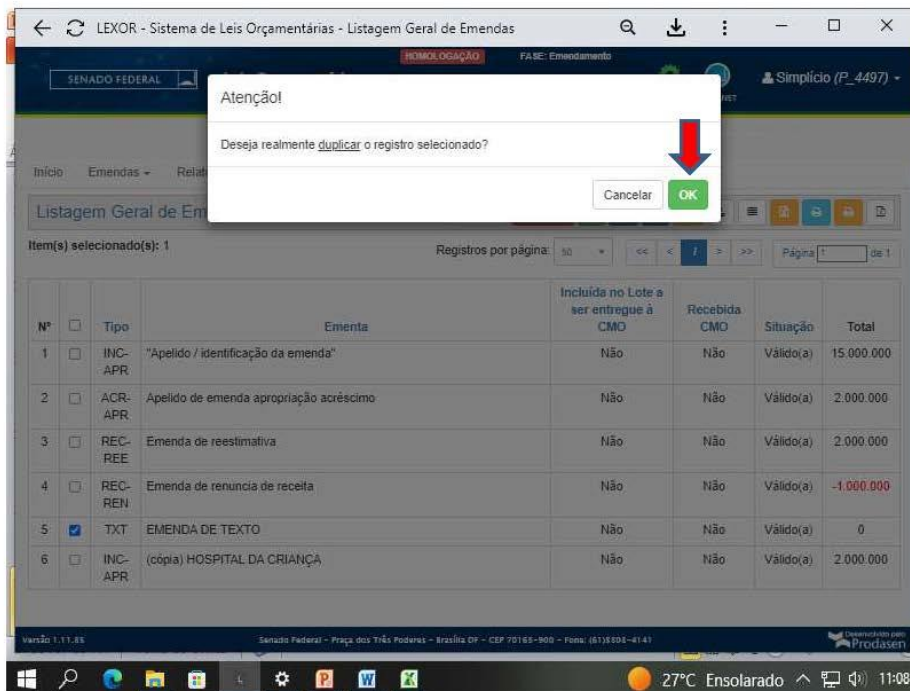 LEXOR - Sistema de Leis Orçamentárias - Listagem Geral de Emendas
HOMOLOGAÇÃO FASE: Emendamento
SENADO FEDERAL
Simplício (P_4497)
Atenção!
Deseja realmente duplicar o registro selecionado?
Cancelar OK
Início Emendas
Listagem Geral de
Item(s) selecionado(s): 1 Registros por página: 50 << < 1 > >> Página 1 de 1
Nº Tipo Ementa Incluída no Lote a ser entregue à CMO Recebida CMO Situação Total
1 INC-APR "Apelido / identificação da emenda" Não Não Válido(a) 15.000.000
2 ACR-APR Apelido de emenda apropriação acréscimo Não Não Válido(a) 2.000.000
3 REC-REE Emenda de reestimativa Não Não Válido(a) 2.000.000
4 REC-REN Emenda de renuncia de receita Não Não Válido(a) -1.000.000
5 TXT EMENDA DE TEXTO Não Não Válido(a) 0
6 INC-APR (cópia) HOSPITAL DA CRIANÇA Não Não Válido(a) 2.000.000
Versão 1.11.85 Senado Federal - Praça dos Três Poderes - Brasília DF - CEP 70165-900 - Fone: (61)3303-4141 Desenvolvido pelo
Prodasen
27°C Ensolarado 11:08